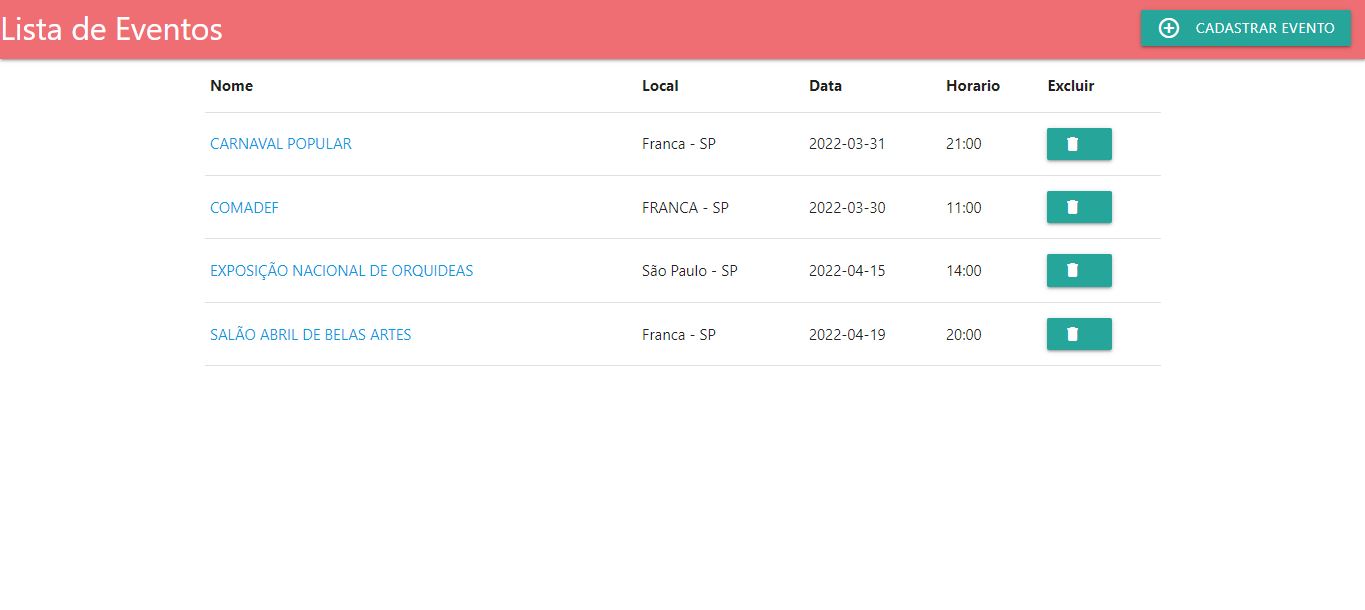 Lista de Eventos CADASTRAR EVENTO
Nome Local Data Horario Excluir
CARNAVAL POPULAR Franca - SP 2022-03-31 21:00
COMADEF FRANCA - SP 2022-03-30 11:00
EXPOSIÇÃO NACIONAL DE ORQUIDEAS São Paulo - SP 2022-04-15 14:00
SALÃO ABRIL DE BELAS ARTES Franca - SP 2022-04-19 20:00